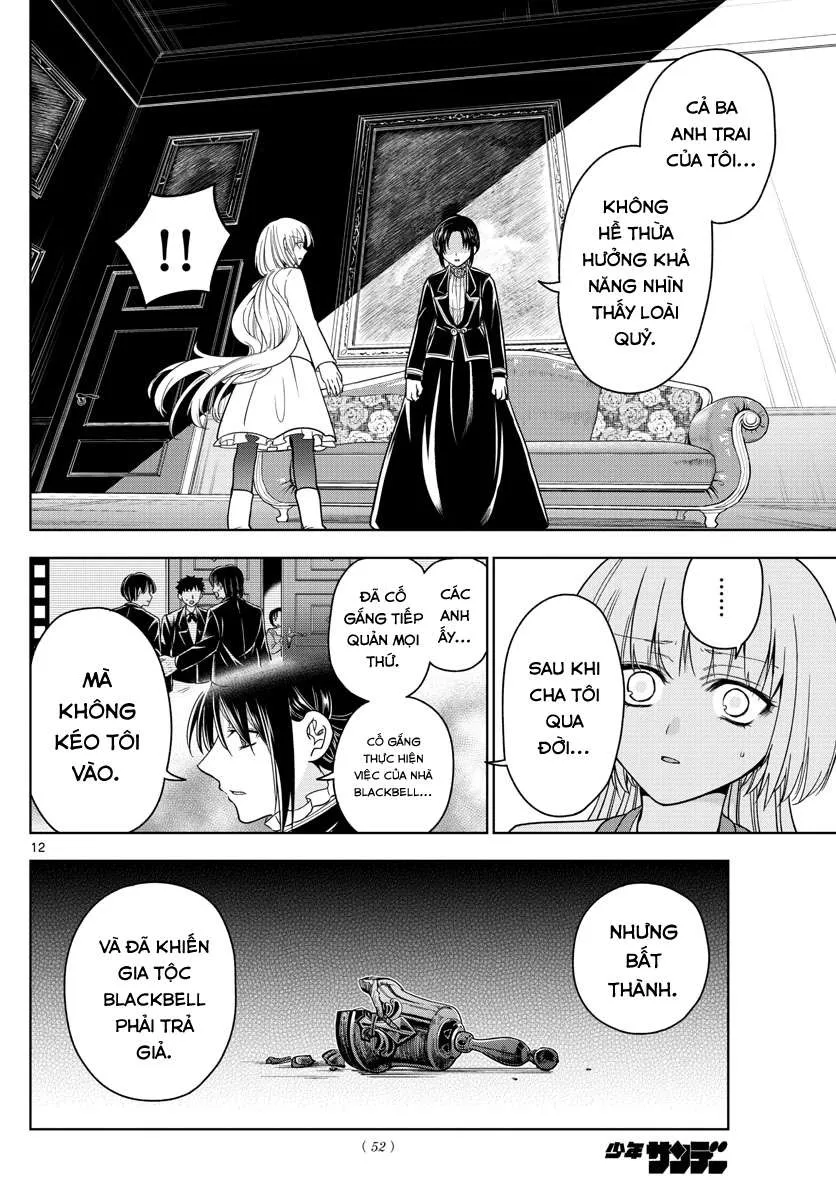 CẢ BA
ANH TRAI
CỦA TÔI...
KHÔNG
HỀ THỪA
HƯỞNG KHẢ
NĂNG NHÌN
THẤY LOÀI
QUỶ.
!!
......
SAU KHI
CHA TÔI
QUA
ĐỜI...
CÁC
ANH
ẤY...
ĐÃ CỐ
GẮNG TIẾP
QUẢN MỌI
THỨ.
CỐ GẮNG
THỰC HIỆN
VIỆC CỦA NHÀ
BLACKBELL...
MÀ
KHÔNG
KÉO TÔI
VÀO.
12
NHƯNG
BẤT
THÀNH.
VÀ ĐÃ KHIẾN
GIA TỘC
BLACKBELL
PHẢI TRẢ
GIÁ.
( 52 )
少年サンデー